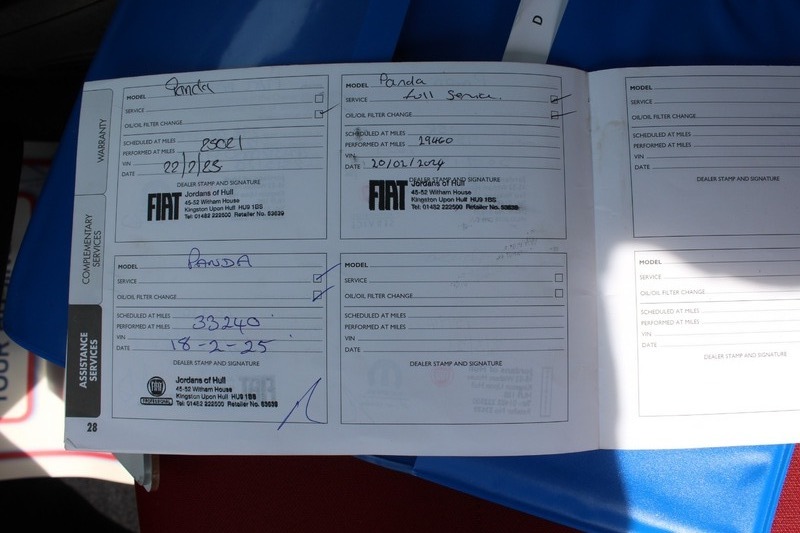 D
WARRANTY
COMPLEMENTARY
SERVICES
ASSISTANCE
SERVICES
28
MODEL Panda
SERVICE
OIL/OIL FILTER CHANGE
SCHEDULED AT MILES
PERFORMED AT MILES 25021
VIN
DATE 22/2/23
DEALER STAMP AND SIGNATURE
FIAT
Jordans of Hull
45-52 Witham House
Kingston Upon Hull HU9 1BS
Tel: 01482 222500 Retailer No. 53639
MODEL Panda
SERVICE full Service.
OIL/OIL FILTER CHANGE
SCHEDULED AT MILES
PERFORMED AT MILES 29460
VIN
DATE 20/02/2024
DEALER STAMP AND SIGNATURE
FIAT
Jordans of Hull
45-52 Witham House
Kingston Upon Hull HU9 1BS
Tel: 01482 222500 Retailer No. 53639
MODEL PANDA
SERVICE
OIL/OIL FILTER CHANGE
SCHEDULED AT MILES
PERFORMED AT MILES 33240
VIN
DATE 18-2-25
DEALER STAMP AND SIGNATURE
FIAT
PROFESSIONAL
Jordans of Hull
45-52 Witham House
Kingston Upon Hull HU9 1BS
Tel: 01482 222500 Retailer No. 53639
MODEL
SERVICE
OIL/OIL FILTER CHANGE
SCHEDULED AT MILES
PERFORMED AT MILES
VIN
DATE
DEALER STAMP AND SIGNATURE
MODEL
SERVICE
OIL/OIL FILTER CHANGE
SCHEDULED AT MILES
PERFORMED AT MILES
VIN
DATE
DEALER STAMP AND SIGNATURE
MODEL
SERVICE
OIL/OIL FILTER CHANGE
SCHEDULED AT MILES
PERFORMED AT MILES
VIN
DATE
DEALER STAMP AND SIGNATURE
YOUR